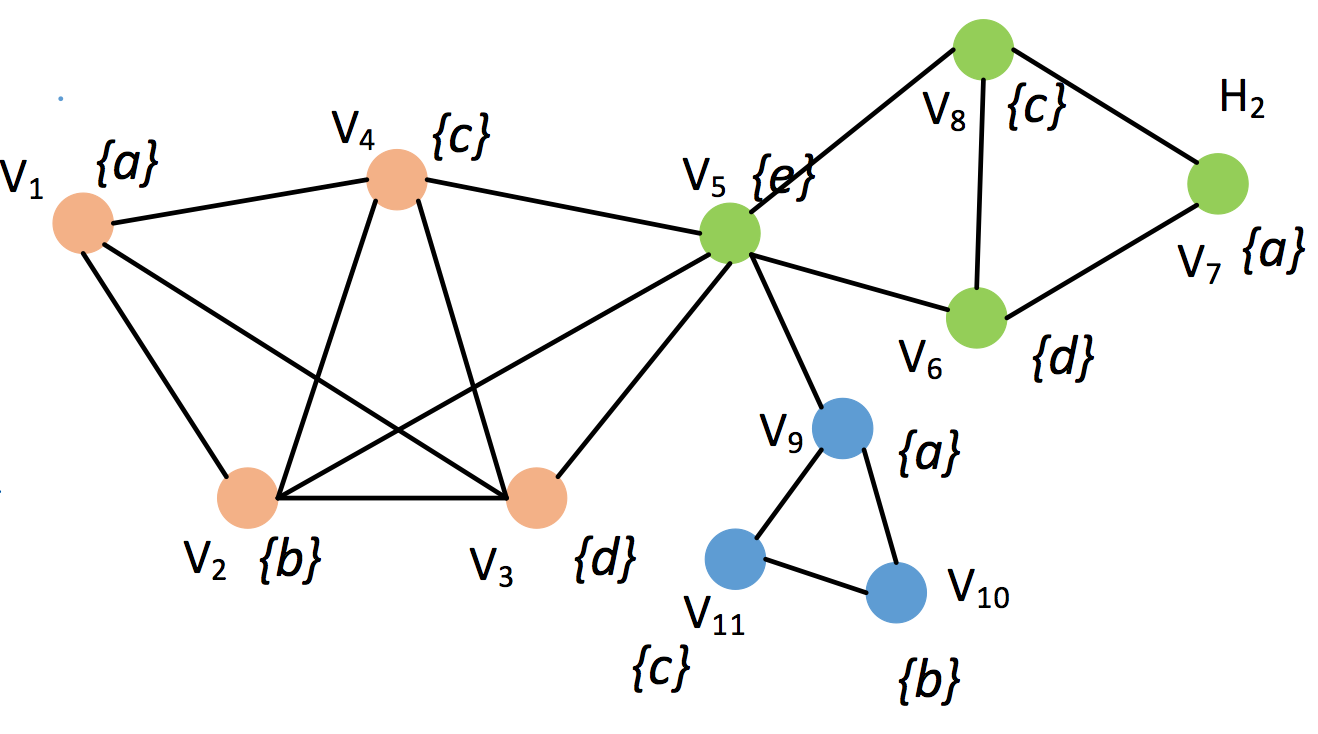 V8 {c}
H2
V4 {c}
V1 {a}
V5 {e}
V7 {a}
V6 {d}
V9 {a}
V2 {b}
V3 {d}
V10
V11
{c}
{b}